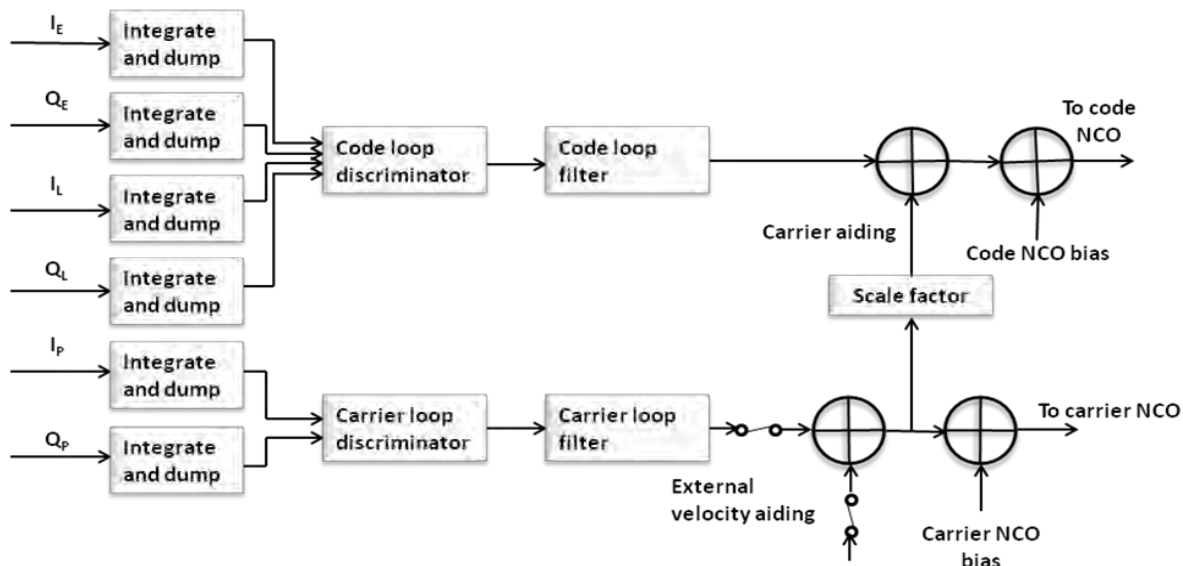 I_E
Integrate
and dump
Q_E
Integrate
and dump
I_L
Integrate
and dump
Q_L
Integrate
and dump
I_P
Integrate
and dump
Q_P
Integrate
and dump
Code loop
discriminator
Code loop
filter
To code
NCO
Carrier aiding
Code NCO bias
Scale factor
Carrier loop
discriminator
Carrier loop
filter
To carrier NCO
External
velocity aiding
Carrier NCO
bias